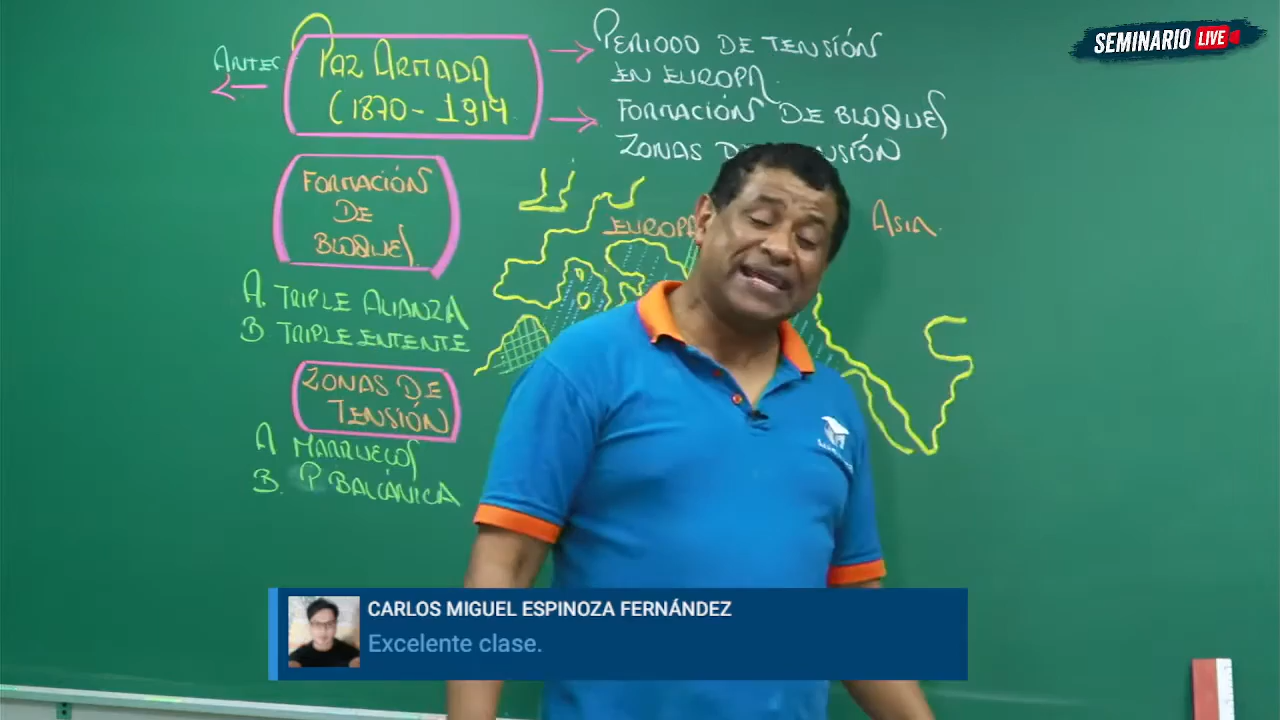 SEMINARIO LIVE
ANTES
PAZ ARMADA
(1870-1914
PERIODO DE TENSIÓN
EN EUROPA
FORMACIÓN DE BLOQUES
ZONAS DE TENSIÓN
FORMACIÓN
DE
BLOQUES
A. TRIPLE ALIANZA
B TRIPLE ENTENTE
ZONAS DE
TENSIÓN
A MARRUECOS
B. P BALCÁNICA
EUROPA
ASIA.
CARLOS MIGUEL ESPINOZA FERNÁNDEZ
Excelente clase.